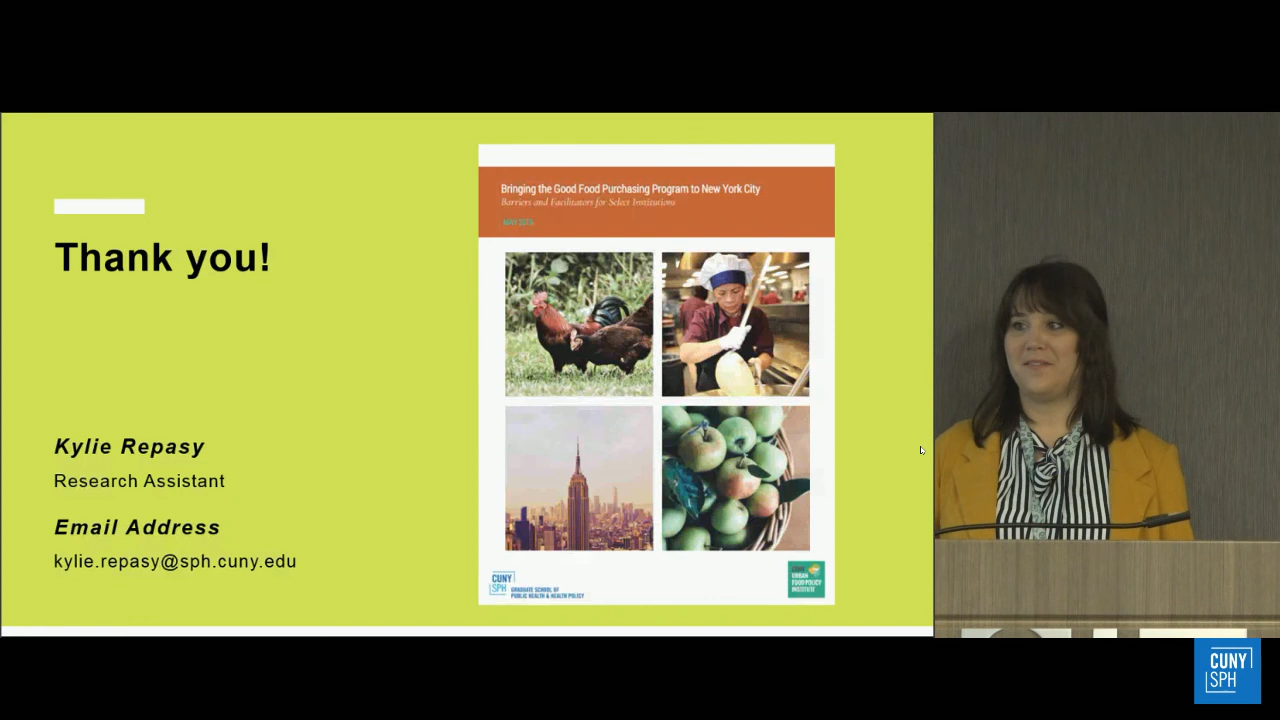 Thank you!
Kylie Repasy
Research Assistant
Email Address
kylie.repasy@sph.cuny.edu
Bringing the Good Food Purchasing Program to New York City
Barriers and Facilitators for Select Institutions
CUNY
SPH
GRADUATE SCHOOL OF
PUBLIC HEALTH & HEALTH POLICY
CUNY
URBAN
FOOD POLICY
INSTITUTE
CUNY
SPH